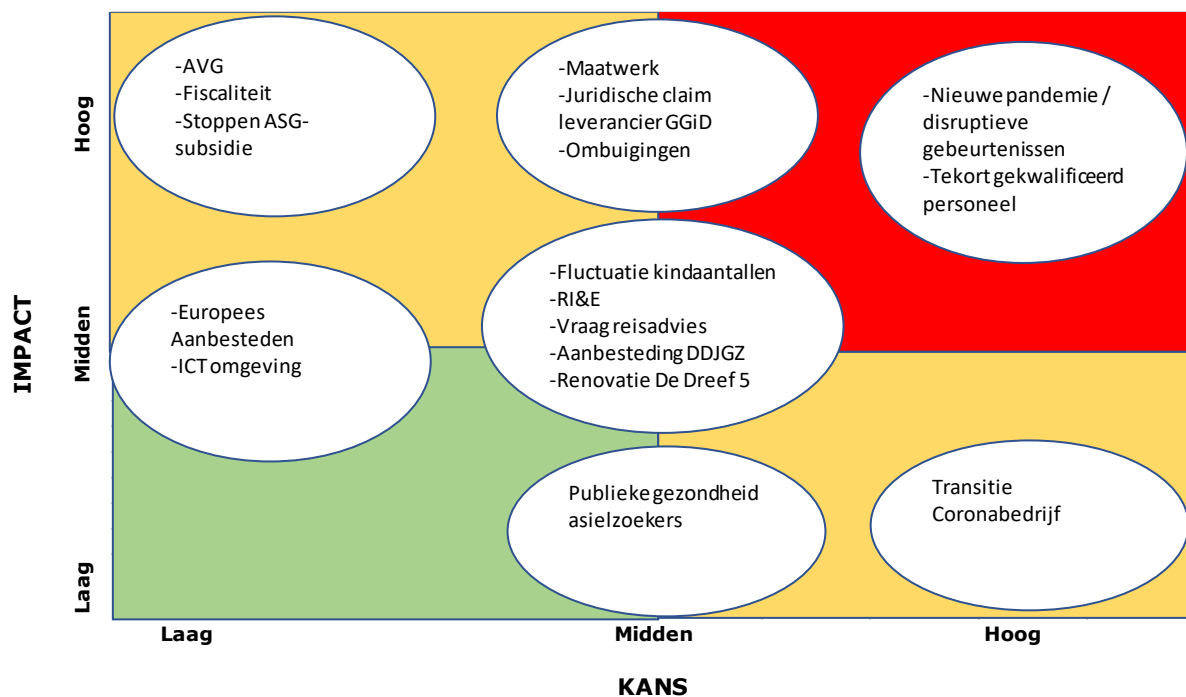 IMPACT
Hoog
Midden
Laag
-AVG
-Fiscaliteit
-Stoppen ASG-
subsidie
-Maatwerk
-Juridische claim
leverancier GGiD
-Ombuigingen
-Nieuwe pandemie /
disruptieve
gebeurtenissen
-Tekort gekwalificeerd
personeel
-Europees
Aanbesteden
-ICT omgeving
-Fluctuatie kindaantallen
-RI&E
-Vraag reisadvies
-Aanbesteding DDJGZ
-Renovatie De Dreef 5
Publieke gezondheid
asielzoekers
Transitie
Coronabedrijf
Laag
Midden
Hoog
KANS